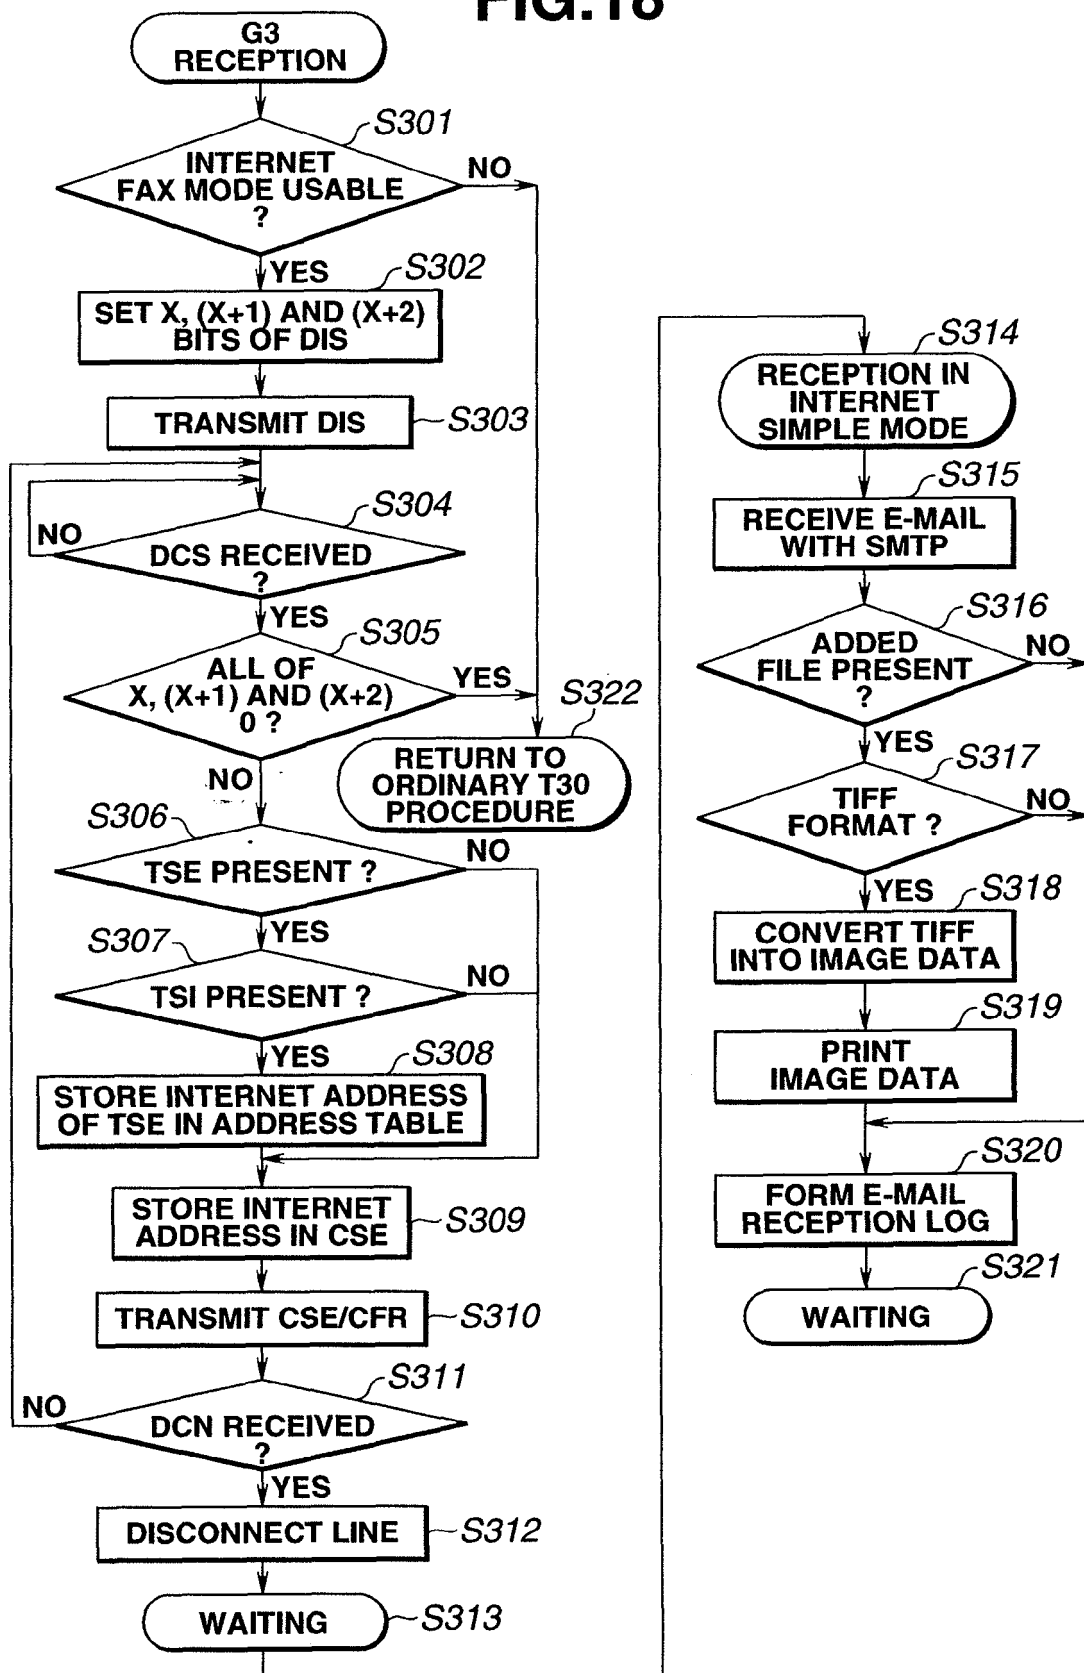 FIG.18
G3
RECEPTION
S301
INTERNET
FAX MODE USABLE
?
NO
YES
S302
SET X, (X+1) AND (X+2)
BITS OF DIS
TRANSMIT DIS
S303
S304
NO
DCS RECEIVED
?
YES
S305
ALL OF
X, (X+1) AND (X+2)
0 ?
YES
S322
RETURN TO
ORDINARY T30
PROCEDURE
NO
S306
TSE PRESENT ?
NO
YES
S307
TSI PRESENT ?
NO
YES
S308
STORE INTERNET ADDRESS
OF TSE IN ADDRESS TABLE
STORE INTERNET
ADDRESS IN CSE
S309
TRANSMIT CSE/CFR
S310
S311
NO
DCN RECEIVED
?
YES
DISCONNECT LINE
S312
WAITING
S313
S314
RECEPTION IN
INTERNET
SIMPLE MODE
S315
RECEIVE E-MAIL
WITH SMTP
S316
ADDED
FILE PRESENT
?
NO
YES
S317
TIFF
FORMAT ?
NO
YES
S318
CONVERT TIFF
INTO IMAGE DATA
S319
PRINT
IMAGE DATA
S320
FORM E-MAIL
RECEPTION LOG
S321
WAITING